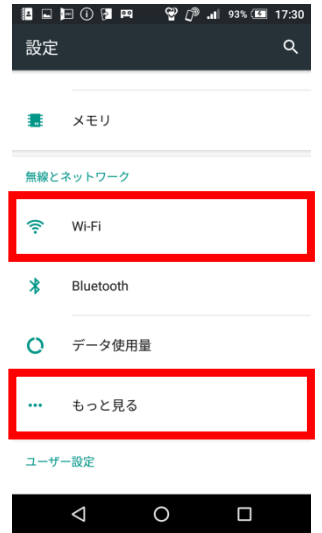 93% 17:30
設定
メモリ
無線とネットワーク
Wi-Fi
Bluetooth
データ使用量
もっと見る
ユーザー設定